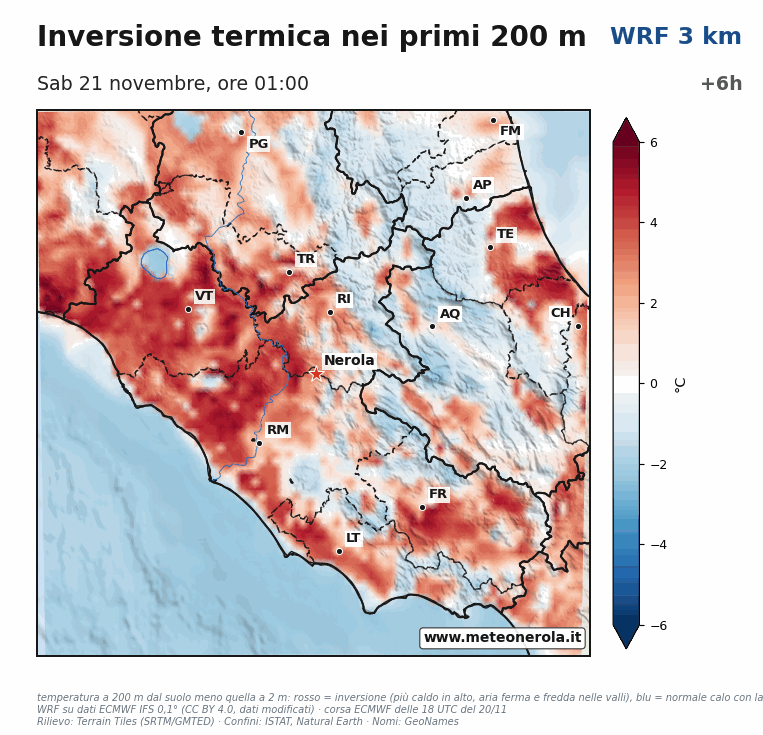 Inversione termica nei primi 200 m
WRF 3 km
Sab 21 novembre, ore 01:00
+6h
FM
PG
AP
TE
TR
VT
RI
AQ
CH
Nerola
RM
FR
LT
www.meteonerola.it
6
4
2
0
−2
−4
−6
°C
temperatura a 200 m dal suolo meno quella a 2 m: rosso = inversione (più caldo in alto, aria ferma e fredda nelle valli), blu = normale calo con la
WRF su dati ECMWF IFS 0,1° (CC BY 4.0, dati modificati) · corsa ECMWF delle 18 UTC del 20/11
Rilievo: Terrain Tiles (SRTM/GMTED) · Confini: ISTAT, Natural Earth · Nomi: GeoNames